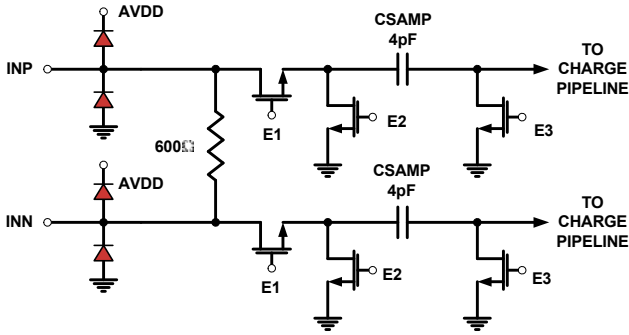 AVDD
CSAMP
4pF
TO
CHARGE
PIPELINE
INP
E1
E2
E3
600Ω
AVDD
CSAMP
4pF
TO
CHARGE
PIPELINE
INN
E1
E2
E3